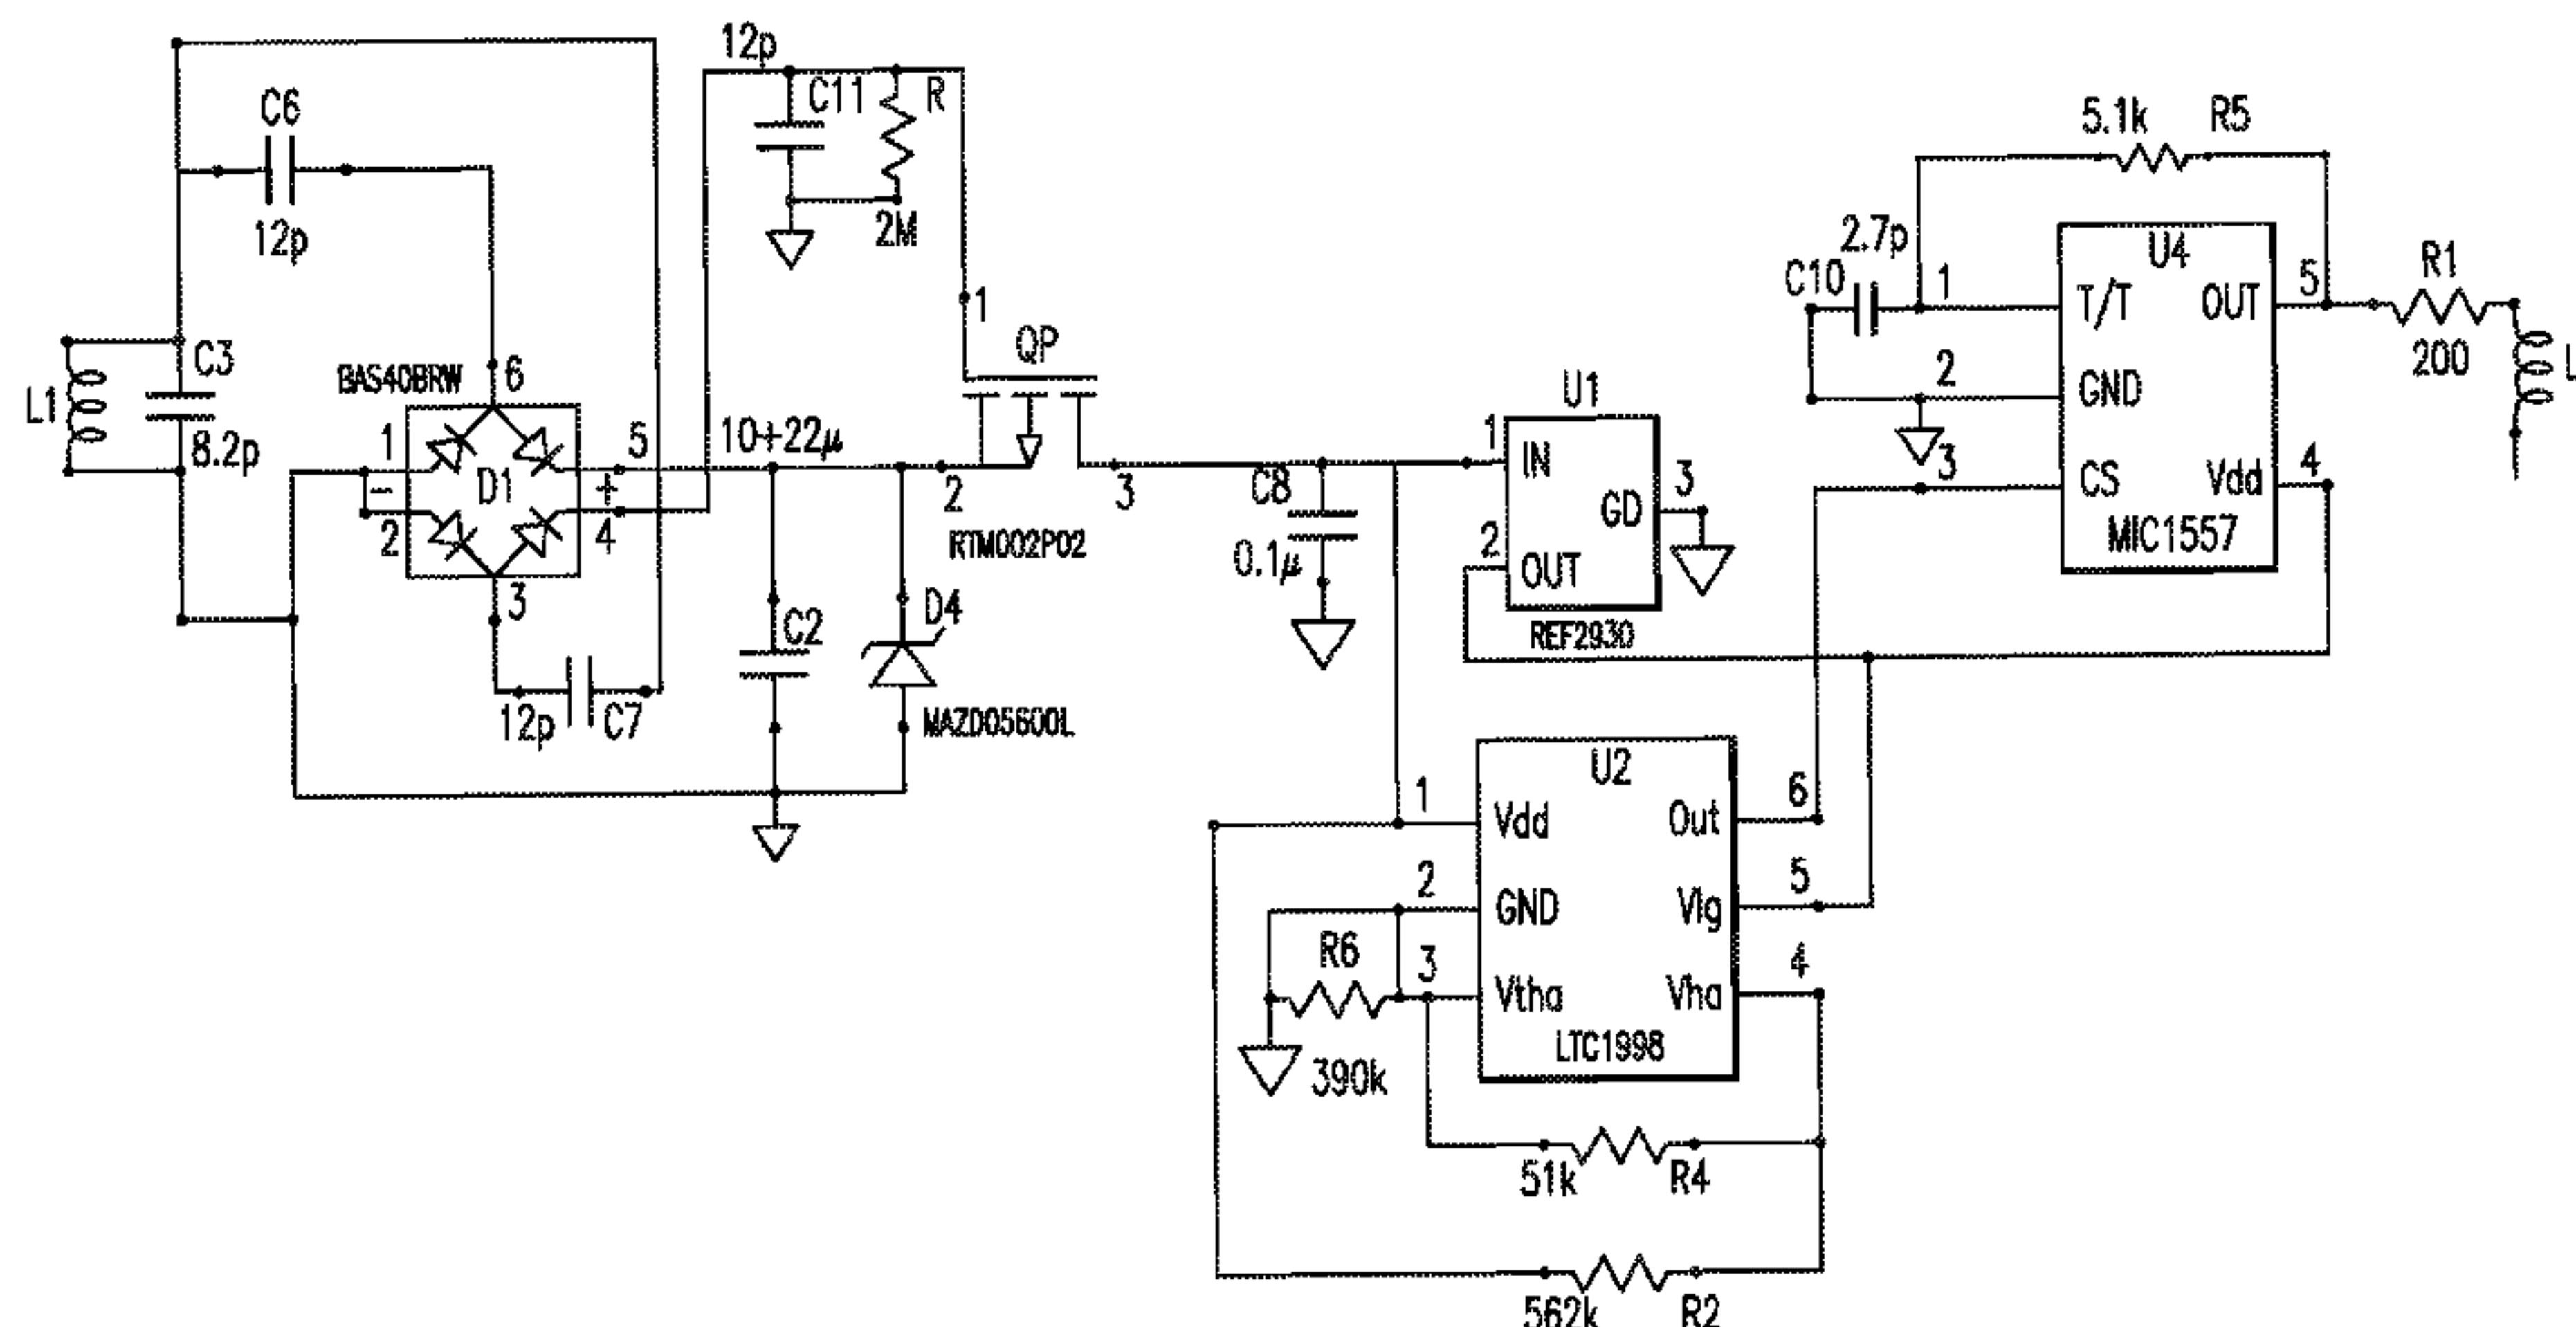 C6
12p
L1
C3
8.2p
BAS40BRW
6
1
-
2
D1
5
+
4
3
12p
C7
12p
C11
R
2M
1
10+22µ
2
QP
3
RTM002P02
C2
D4
MAZD05600L
C8
0.1µ
U1
1
IN
2
OUT
GD
3
REF2930
5.1k
R5
2.7p
C10
1
2
3
U4
T/T
OUT
GND
CS
Vdd
MIC1557
5
4
R1
200
L
U2
1
Vdd
2
GND
3
Vtha
Out
6
Vlg
5
Vha
4
LTC1998
R6
390k
51k
R4
562k
R2